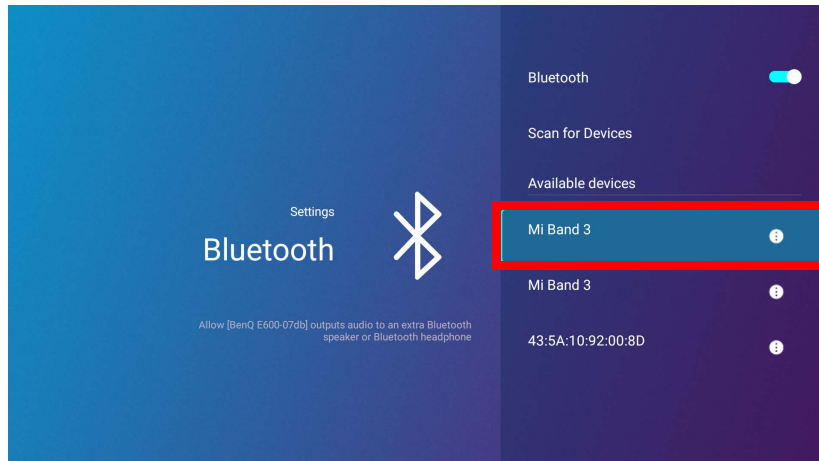 Settings
Bluetooth
Allow [BenQ E600-07db] outputs audio to an extra Bluetooth
speaker or Bluetooth headphone
Bluetooth
Scan for Devices
Available devices
Mi Band 3
Mi Band 3
43:5A:10:92:00:8D